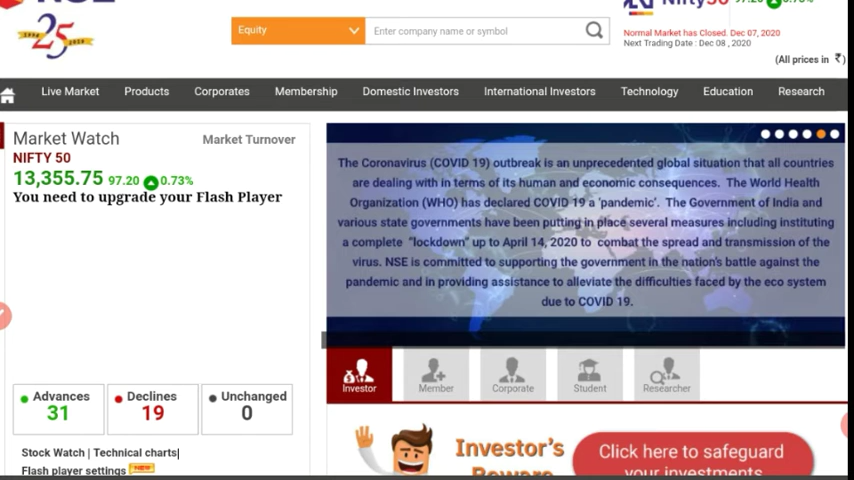 25
Equity
Enter company name or symbol
Nifty50
Normal Market has Closed. Dec 07, 2020
Next Trading Date : Dec 08 , 2020
(All prices in ₹)
Live Market Products Corporates Membership Domestic Investors International Investors Technology Education Research
Market Watch Market Turnover
NIFTY 50
13,355.75 97.20 0.73%
You need to upgrade your Flash Player
The Coronavirus (COVID 19) outbreak is an unprecedented global situation that all countries
are dealing with in terms of its human and economic consequences. The World Health
Organization (WHO) has declared COVID 19 a 'pandemic'. The Government of India and
various state governments have been putting in place several measures including instituting
a complete "lockdown" up to April 14, 2020 to combat the spread and transmission of the
virus. NSE is committed to supporting the government in the nation's battle against the
pandemic and in providing assistance to alleviate the difficulties faced by the eco system
due to COVID 19.
Investor Member Corporate Student Researcher
Advances
31
Declines
19
Unchanged
0
Stock Watch | Technical charts|
Flash player settings NEW
Investor's
Click here to safeguard
your investments